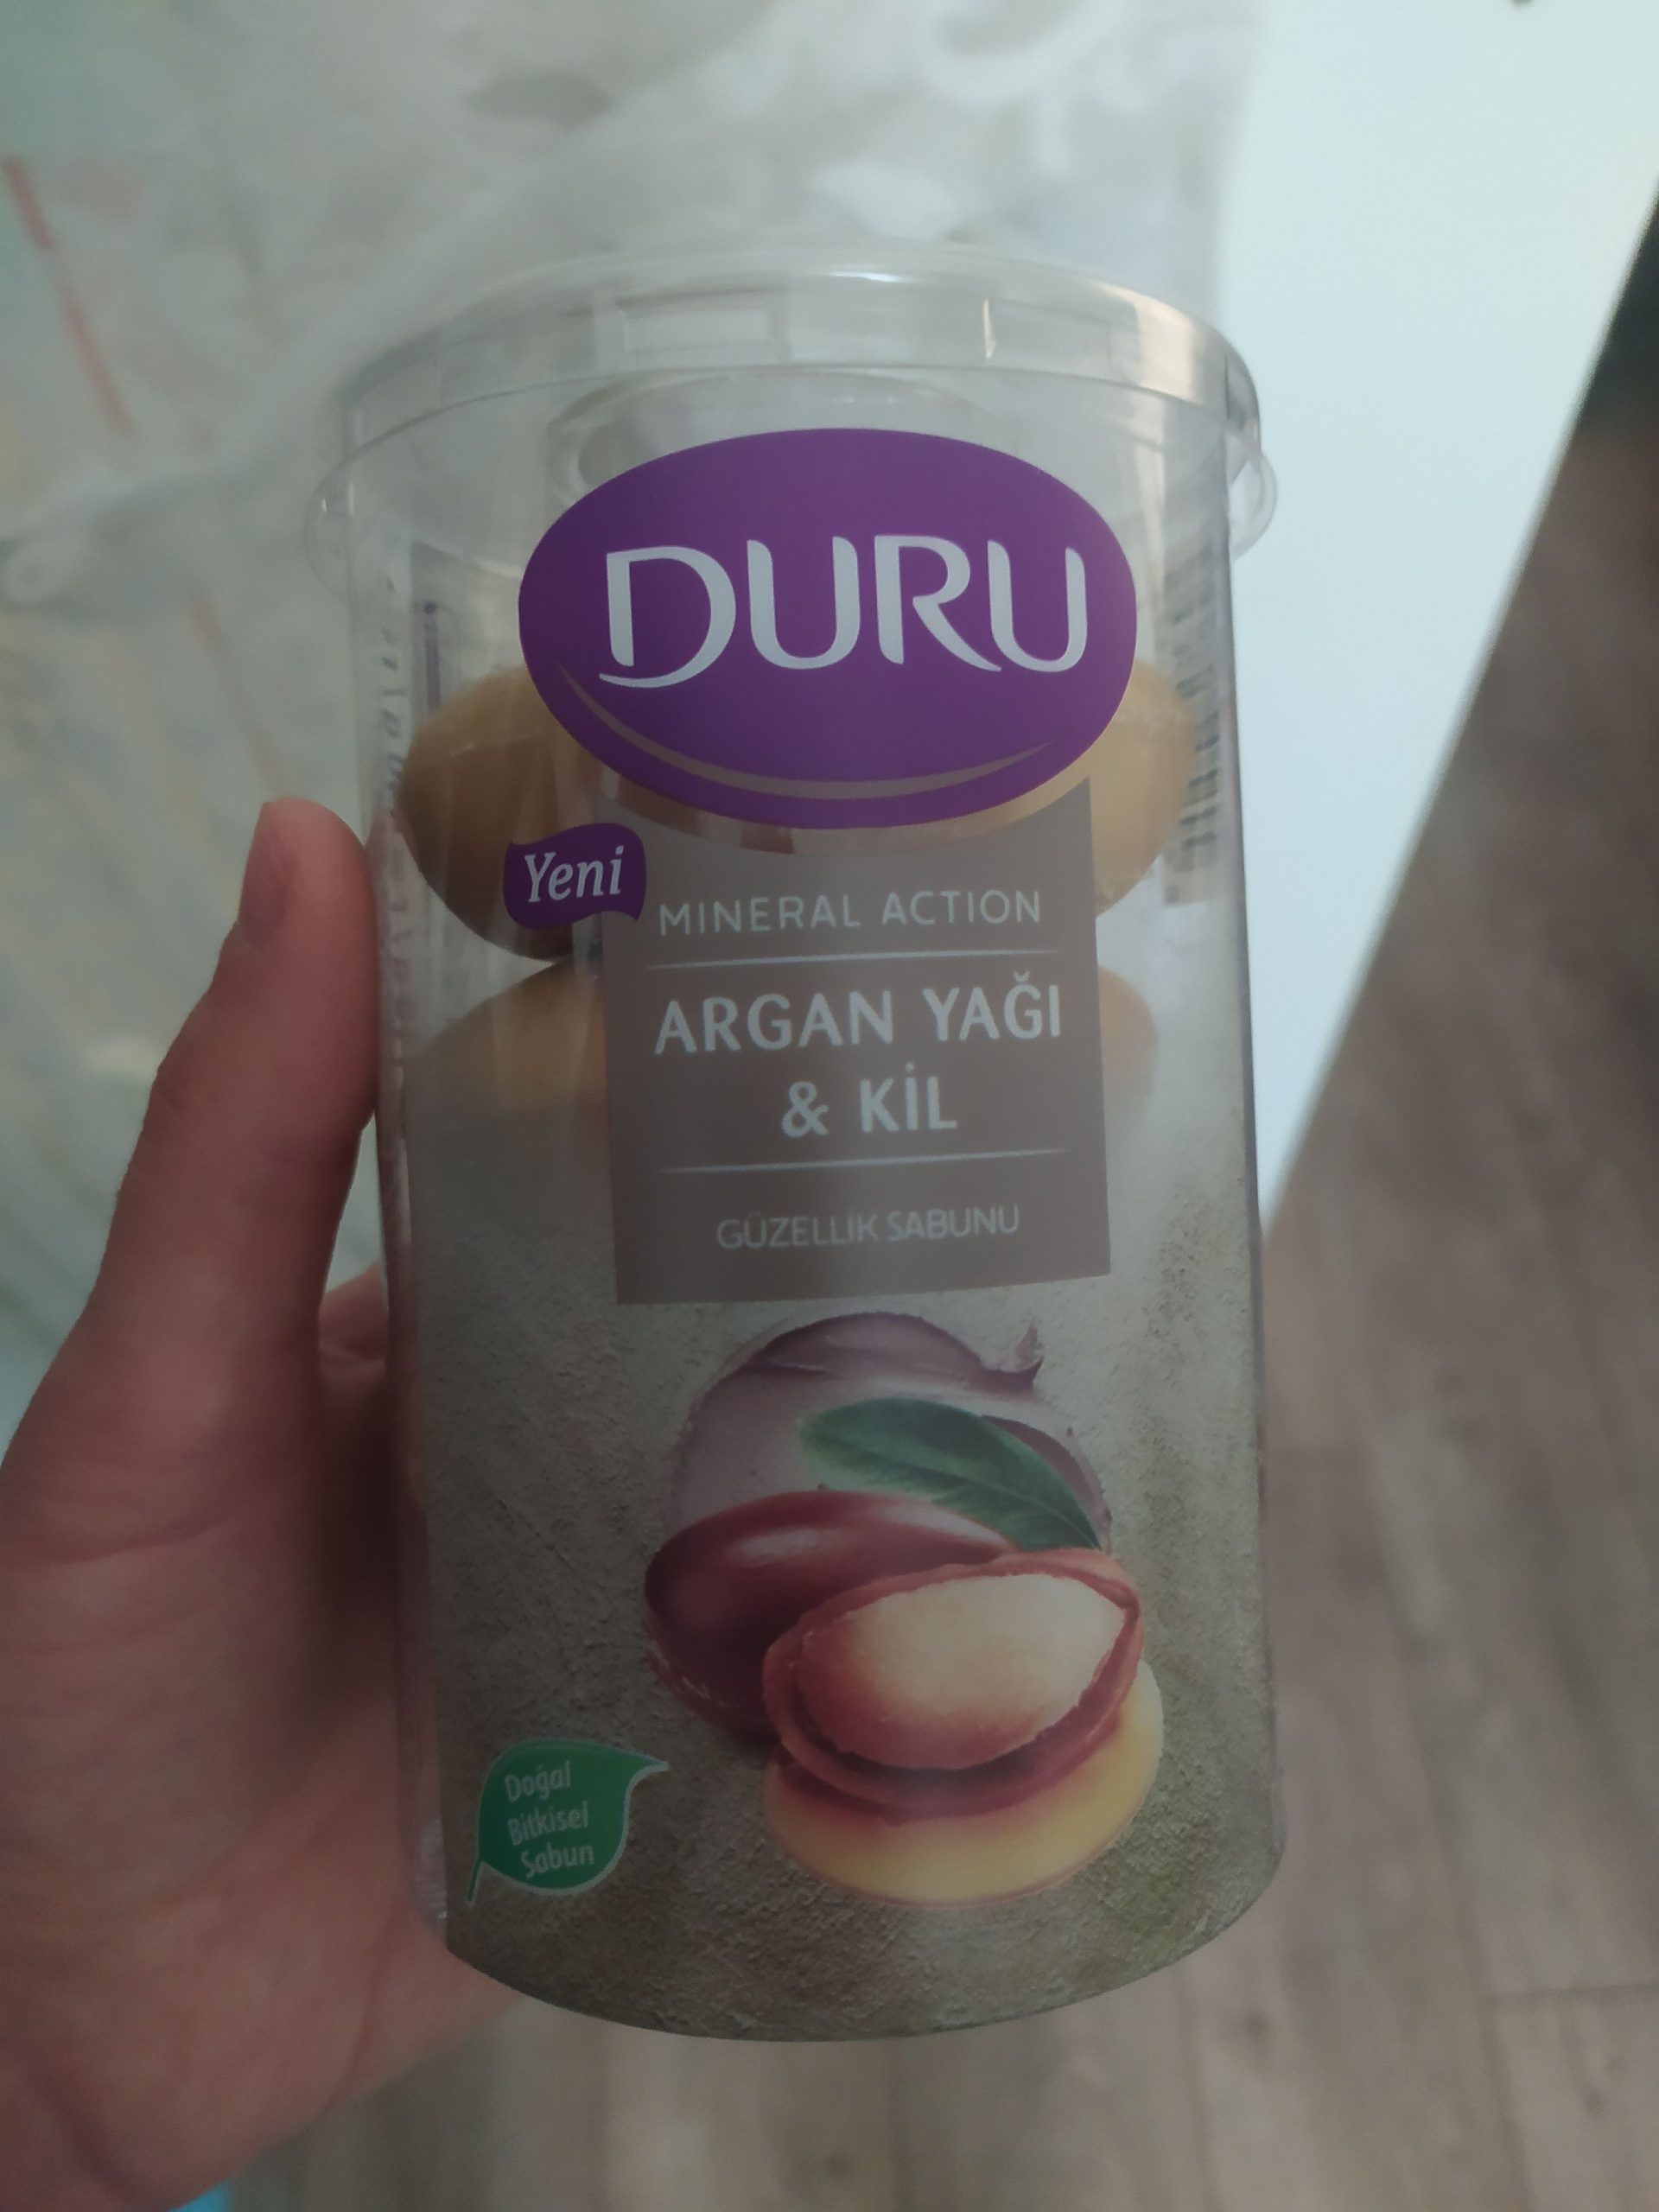 DURU
Yeni
MINERAL ACTION
ARGAN YAĞI
& KİL
GÜZELLİK SABUNU
Doğal
Bitkisel
Sabun